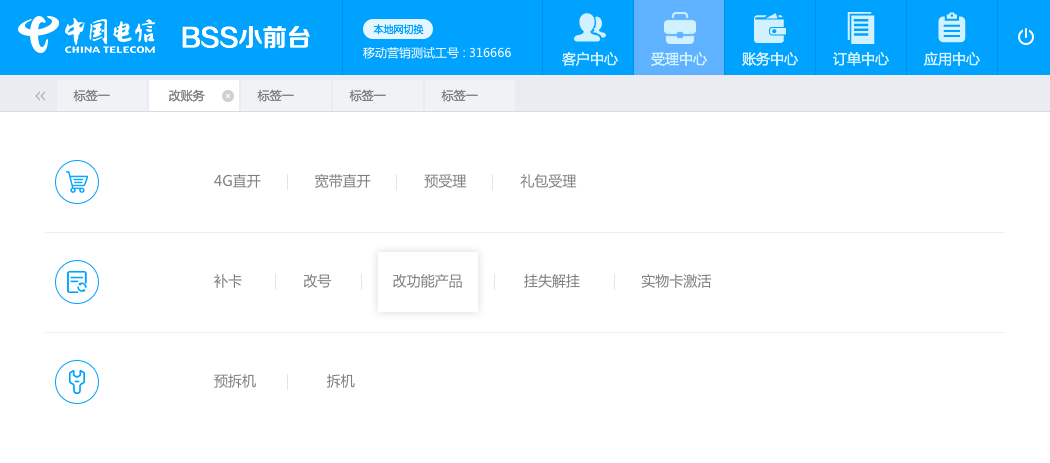 中国电信
CHINA TELECOM
BSS小前台
本地网切换
移动营销测试工号 : 316666
客户中心 受理中心 账务中心 订单中心 应用中心
标签一 改账务 标签一 标签一 标签一
4G直开 宽带直开 预受理 礼包受理
补卡 改号 改功能产品 挂失解挂 实物卡激活
预拆机 拆机